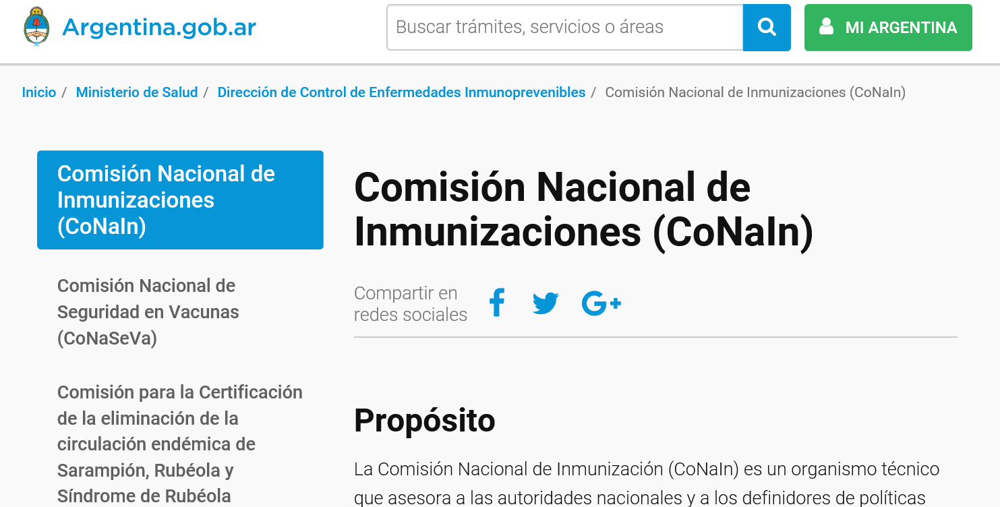 Argentina.gob.ar
Buscar trámites, servicios o áreas
MI ARGENTINA
Inicio / Ministerio de Salud / Dirección de Control de Enfermedades Inmunoprevenibles / Comisión Nacional de Inmunizaciones (CoNaIn)
Comisión Nacional de
Inmunizaciones
(CoNaIn)
Comisión Nacional de
Seguridad en Vacunas
(CoNaSeVa)
Comisión para la Certificación
de la eliminación de la
circulación endémica de
Sarampión, Rubéola y
Síndrome de Rubéola
Comisión Nacional de
Inmunizaciones (CoNaIn)
Compartir en
redes sociales
Propósito
La Comisión Nacional de Inmunización (CoNaIn) es un organismo técnico
que asesora a las autoridades nacionales y a los definidores de políticas